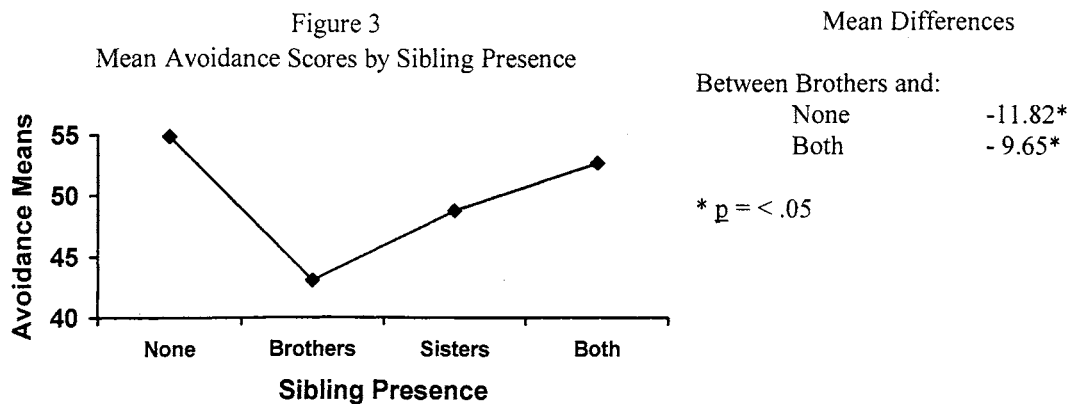 Figure 3
Mean Avoidance Scores by Sibling Presence
Avoidance Means
55
50
45
40
None Brothers Sisters Both
Sibling Presence
Mean Differences
Between Brothers and:
None -11.82*
Both - 9.65*
* p = < .05